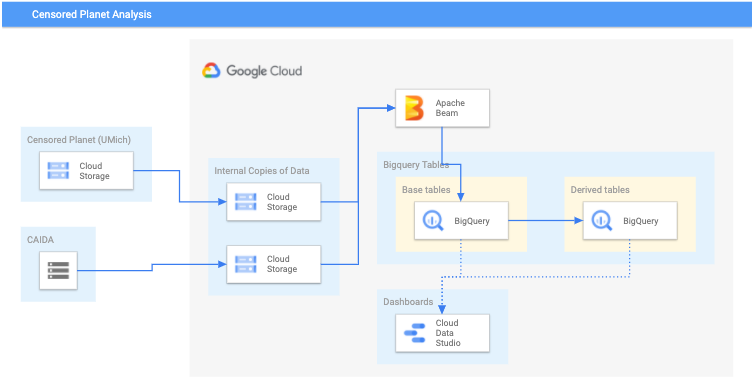 Censored Planet Analysis
Google Cloud
Apache
Beam
Censored Planet (UMich)
Cloud
Storage
Internal Copies of Data
Cloud
Storage
Cloud
Storage
CAIDA
Bigquery Tables
Base tables
BigQuery
Derived tables
BigQuery
Dashboards
Cloud
Data
Studio